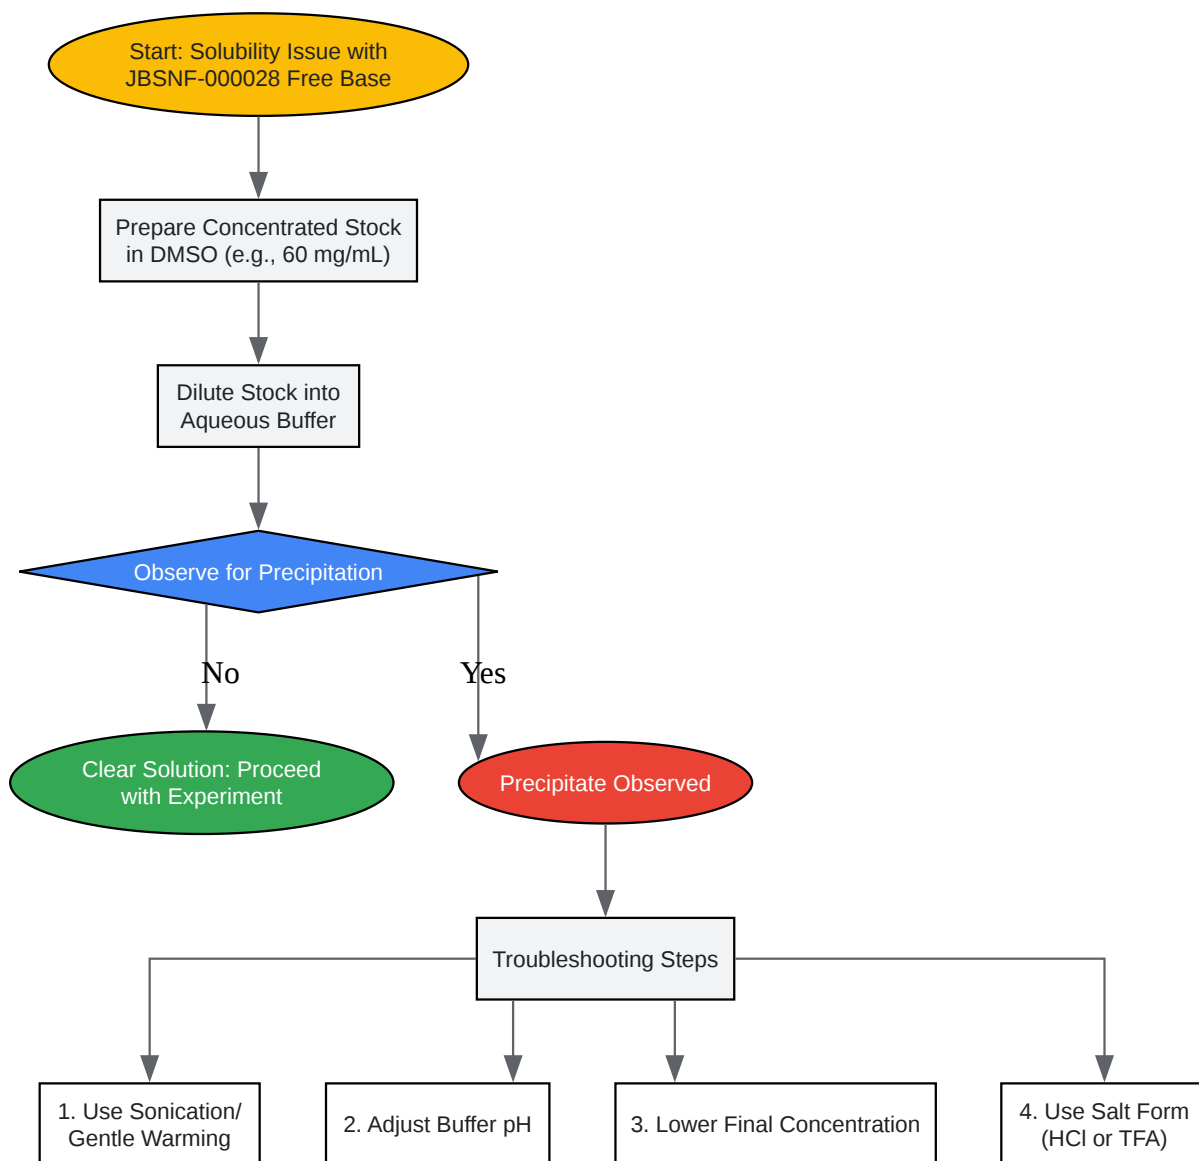 Start: Solubility Issue with
JBSNF-000028 Free Base
Prepare Concentrated Stock
in DMSO (e.g., 60 mg/mL)
Dilute Stock into
Aqueous Buffer
Observe for Precipitation
No
Yes
Clear Solution: Proceed
with Experiment
Precipitate Observed
Troubleshooting Steps
1. Use Sonication/
Gentle Warming
2. Adjust Buffer pH
3. Lower Final Concentration
4. Use Salt Form
(HCl or TFA)